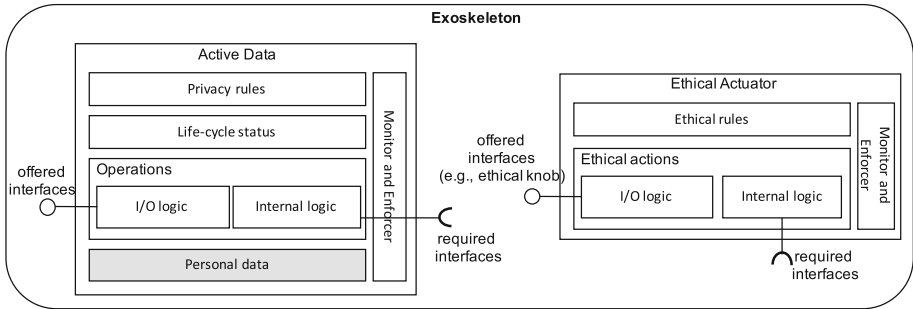 Exoskeleton
Active Data
Privacy rules
Life-cycle status
Operations
I/O logic
Internal logic
Personal data
Monitor and Enforcer
offered
interfaces
required
interfaces
Ethical Actuator
Ethical rules
Ethical actions
I/O logic
Internal logic
Monitor and
Enforcer
offered
interfaces
(e.g., ethical knob)
required
interfaces